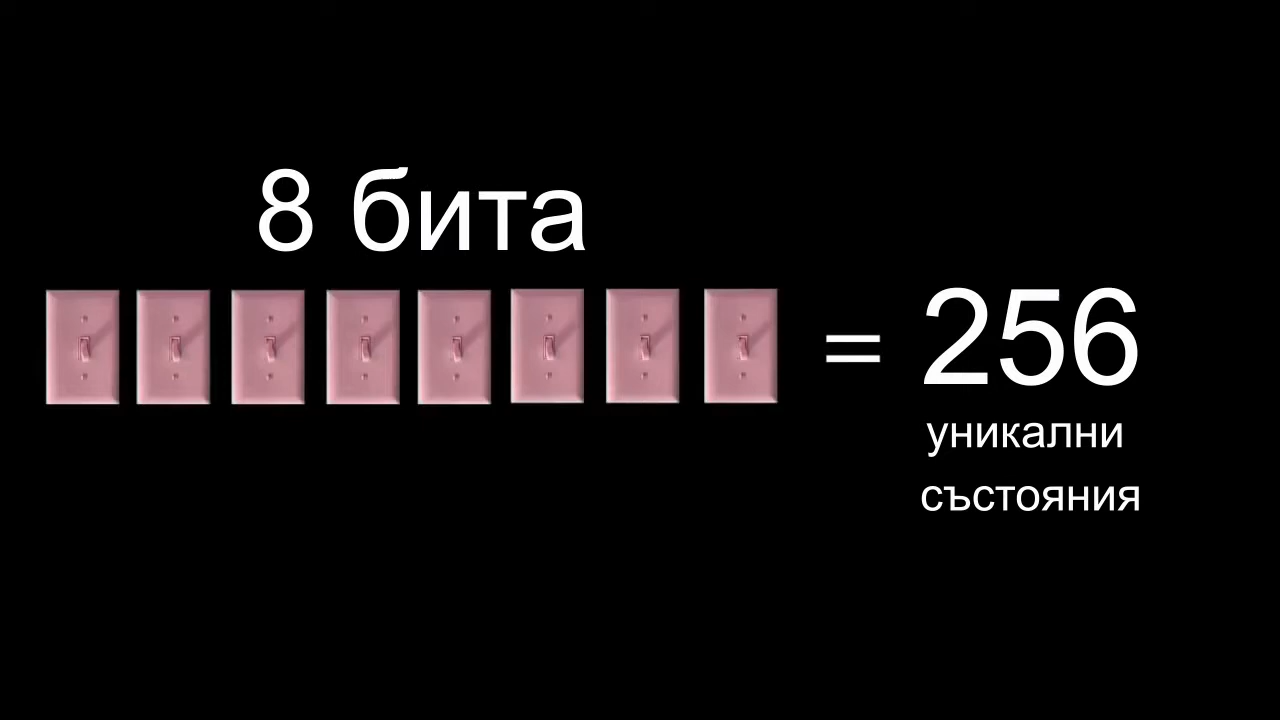 8 бита
= 256
уникални
състояния